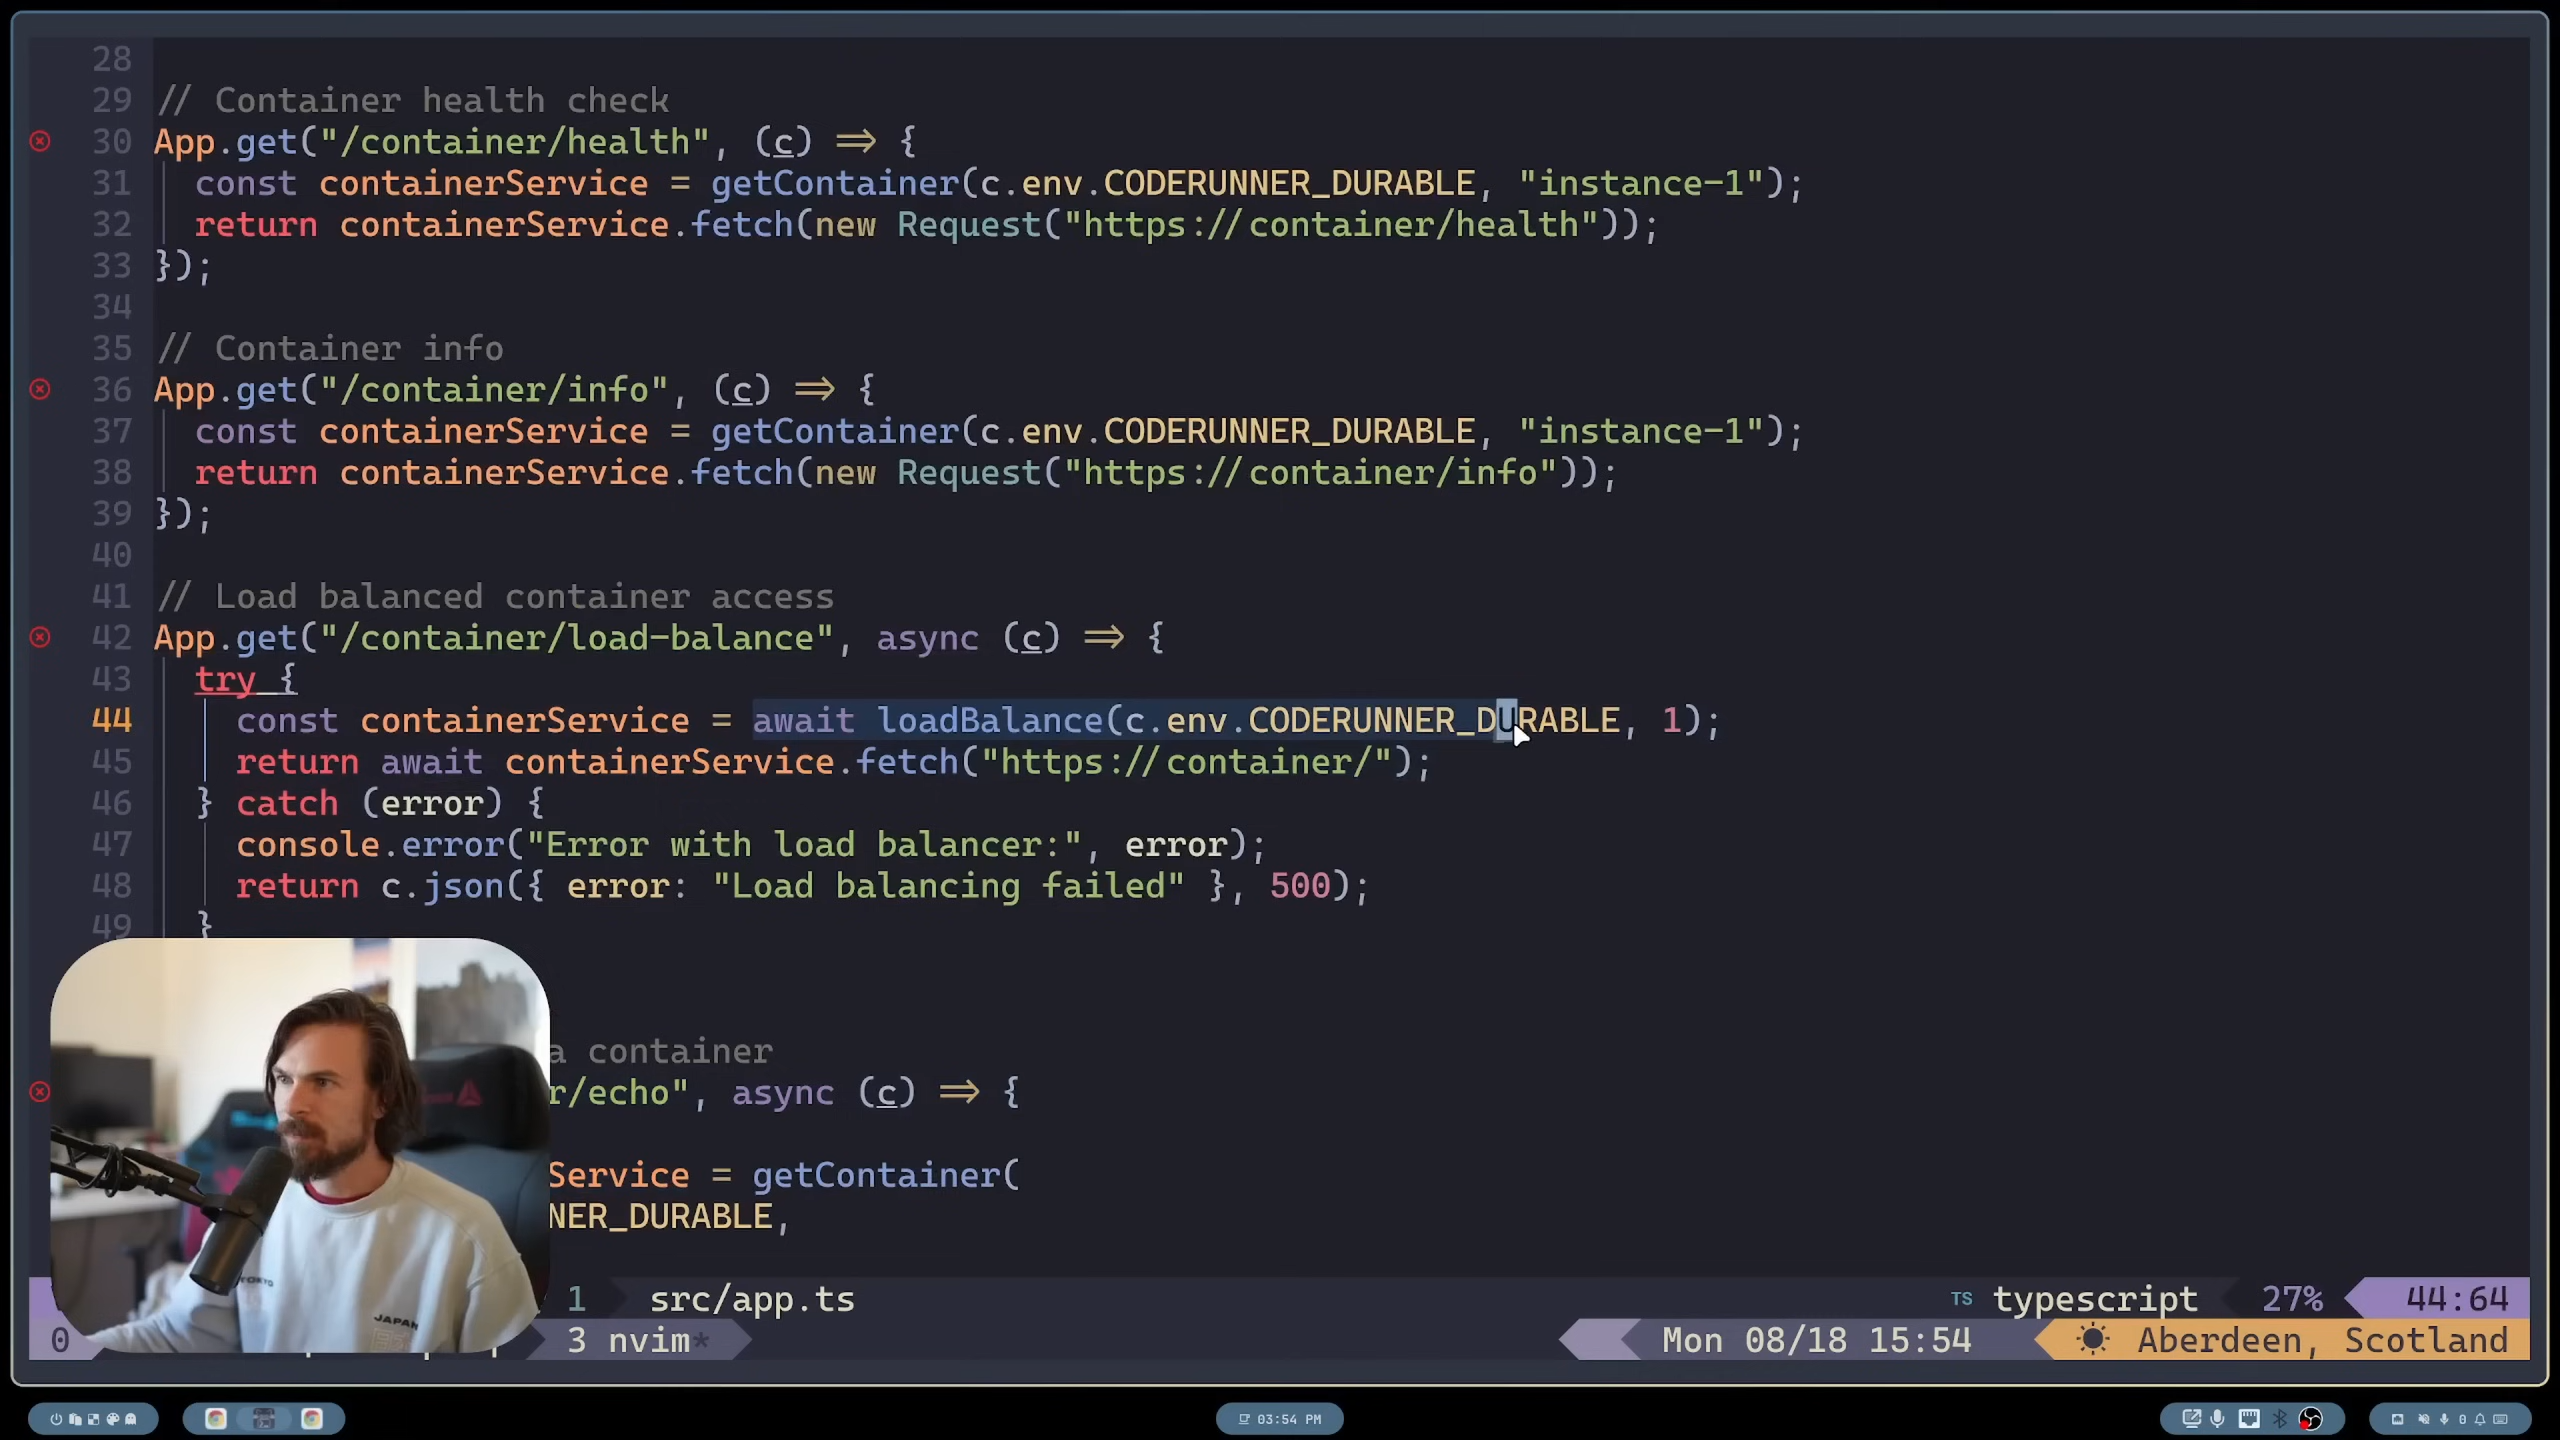 28
29 // Container health check
30 App.get("/container/health", (c) => {
31 const containerService = getContainer(c.env.CODERUNNER_DURABLE, "instance-1");
32 return containerService.fetch(new Request("https://container/health"));
33 });
34
35 // Container info
36 App.get("/container/info", (c) => {
37 const containerService = getContainer(c.env.CODERUNNER_DURABLE, "instance-1");
38 return containerService.fetch(new Request("https://container/info"));
39 });
40
41 // Load balanced container access
42 App.get("/container/load-balance", async (c) => {
43 try {
44 const containerService = await loadBalance(c.env.CODERUNNER_DURABLE, 1);
45 return await containerService.fetch("https://container/");
46 } catch (error) {
47 console.error("Error with load balancer:", error);
48 return c.json({ error: "Load balancing failed" }, 500);
49 }
a container
r/echo", async (c) => {
Service = getContainer(
NER_DURABLE,
1 src/app.ts TS typescript 27% 44:64
0 3 nvim* Mon 08/18 15:54 Aberdeen, Scotland
JAPAN
03:54 PM
0